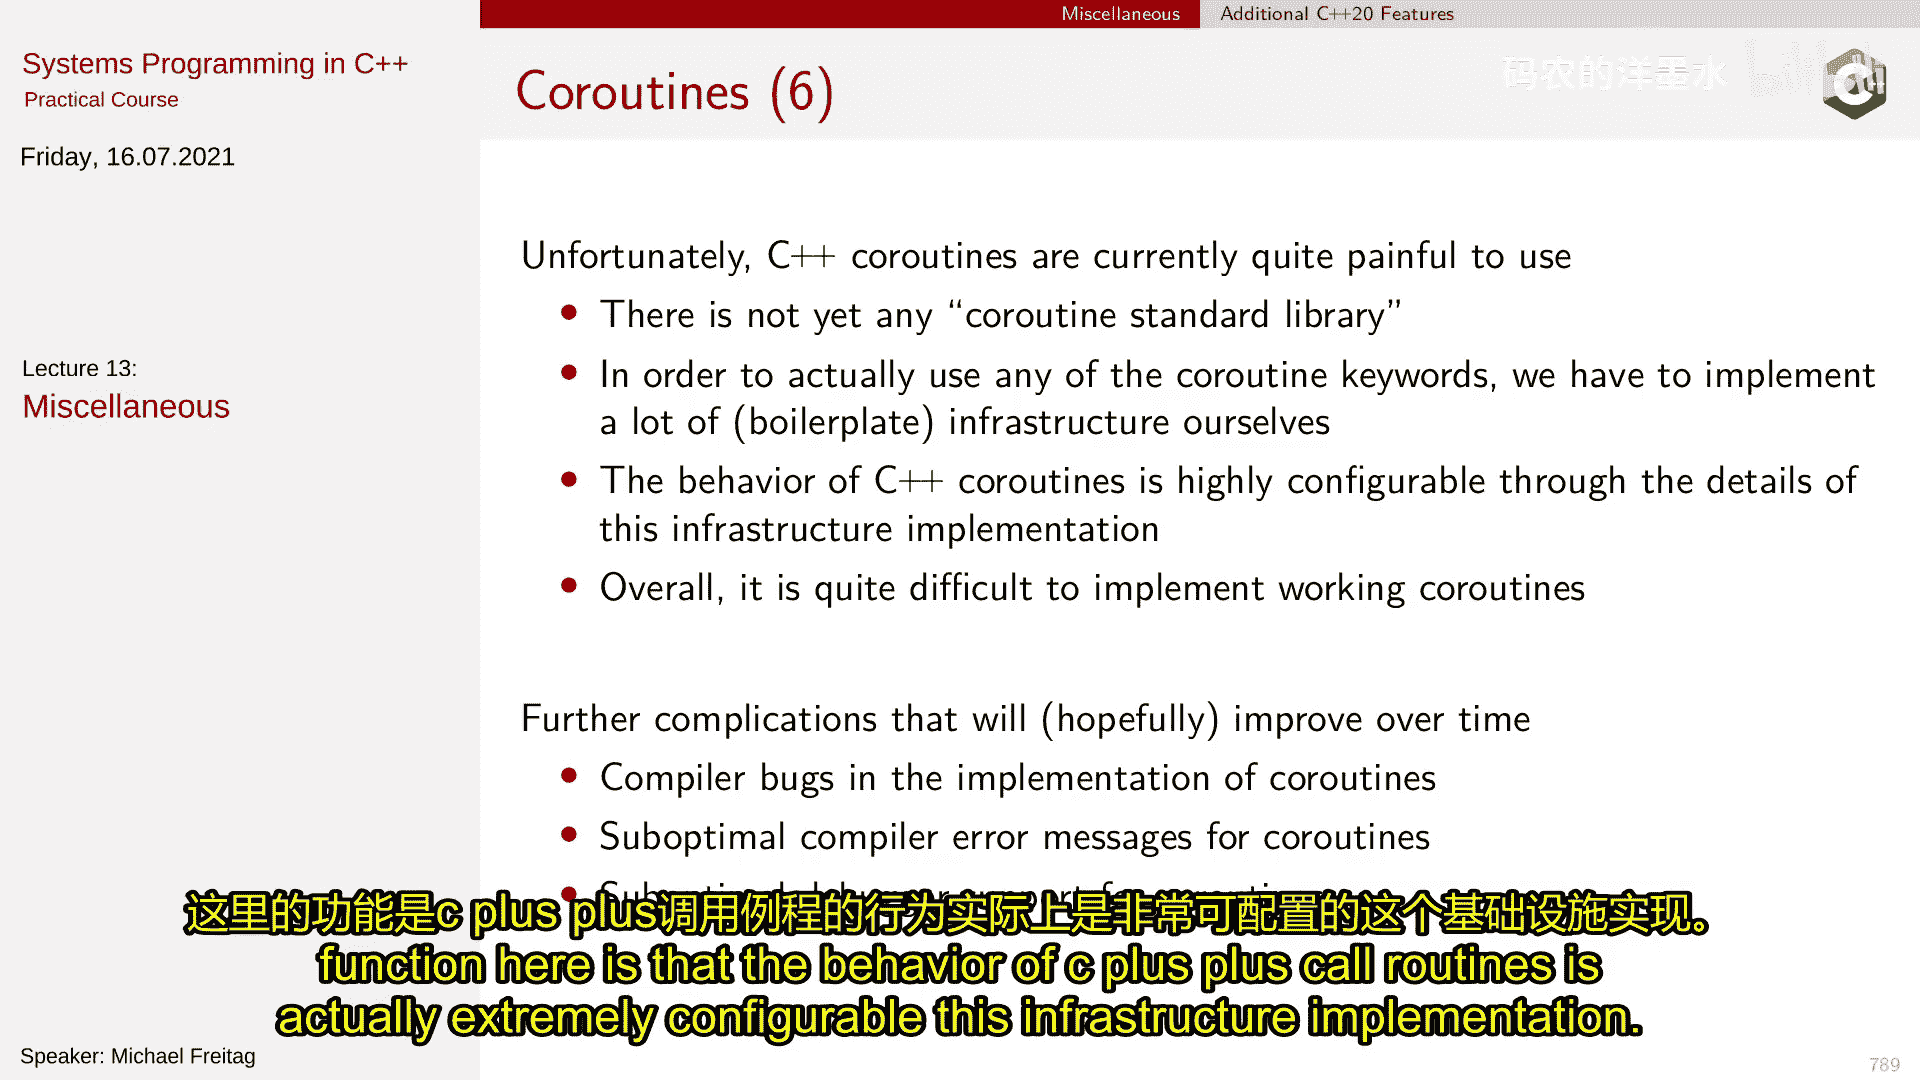 Miscellaneous
Additional C++20 Features
Systems Programming in C++
Practical Course
Friday, 16.07.2021
Lecture 13:
Miscellaneous
Speaker: Michael Freitag
Coroutines (6)
码农的洋墨水
Unfortunately, C++ coroutines are currently quite painful to use
• There is not yet any “coroutine standard library”
• In order to actually use any of the coroutine keywords, we have to implement
a lot of (boilerplate) infrastructure ourselves
• The behavior of C++ coroutines is highly configurable through the details of
this infrastructure implementation
• Overall, it is quite difficult to implement working coroutines
Further complications that will (hopefully) improve over time
• Compiler bugs in the implementation of coroutines
• Suboptimal compiler error messages for coroutines
这里的功能是c plus plus调用例程的行为实际上是非常可配置的这个基础设施实现。
function here is that the behavior of c plus plus call routines is
actually extremely configurable this infrastructure implementation.
789